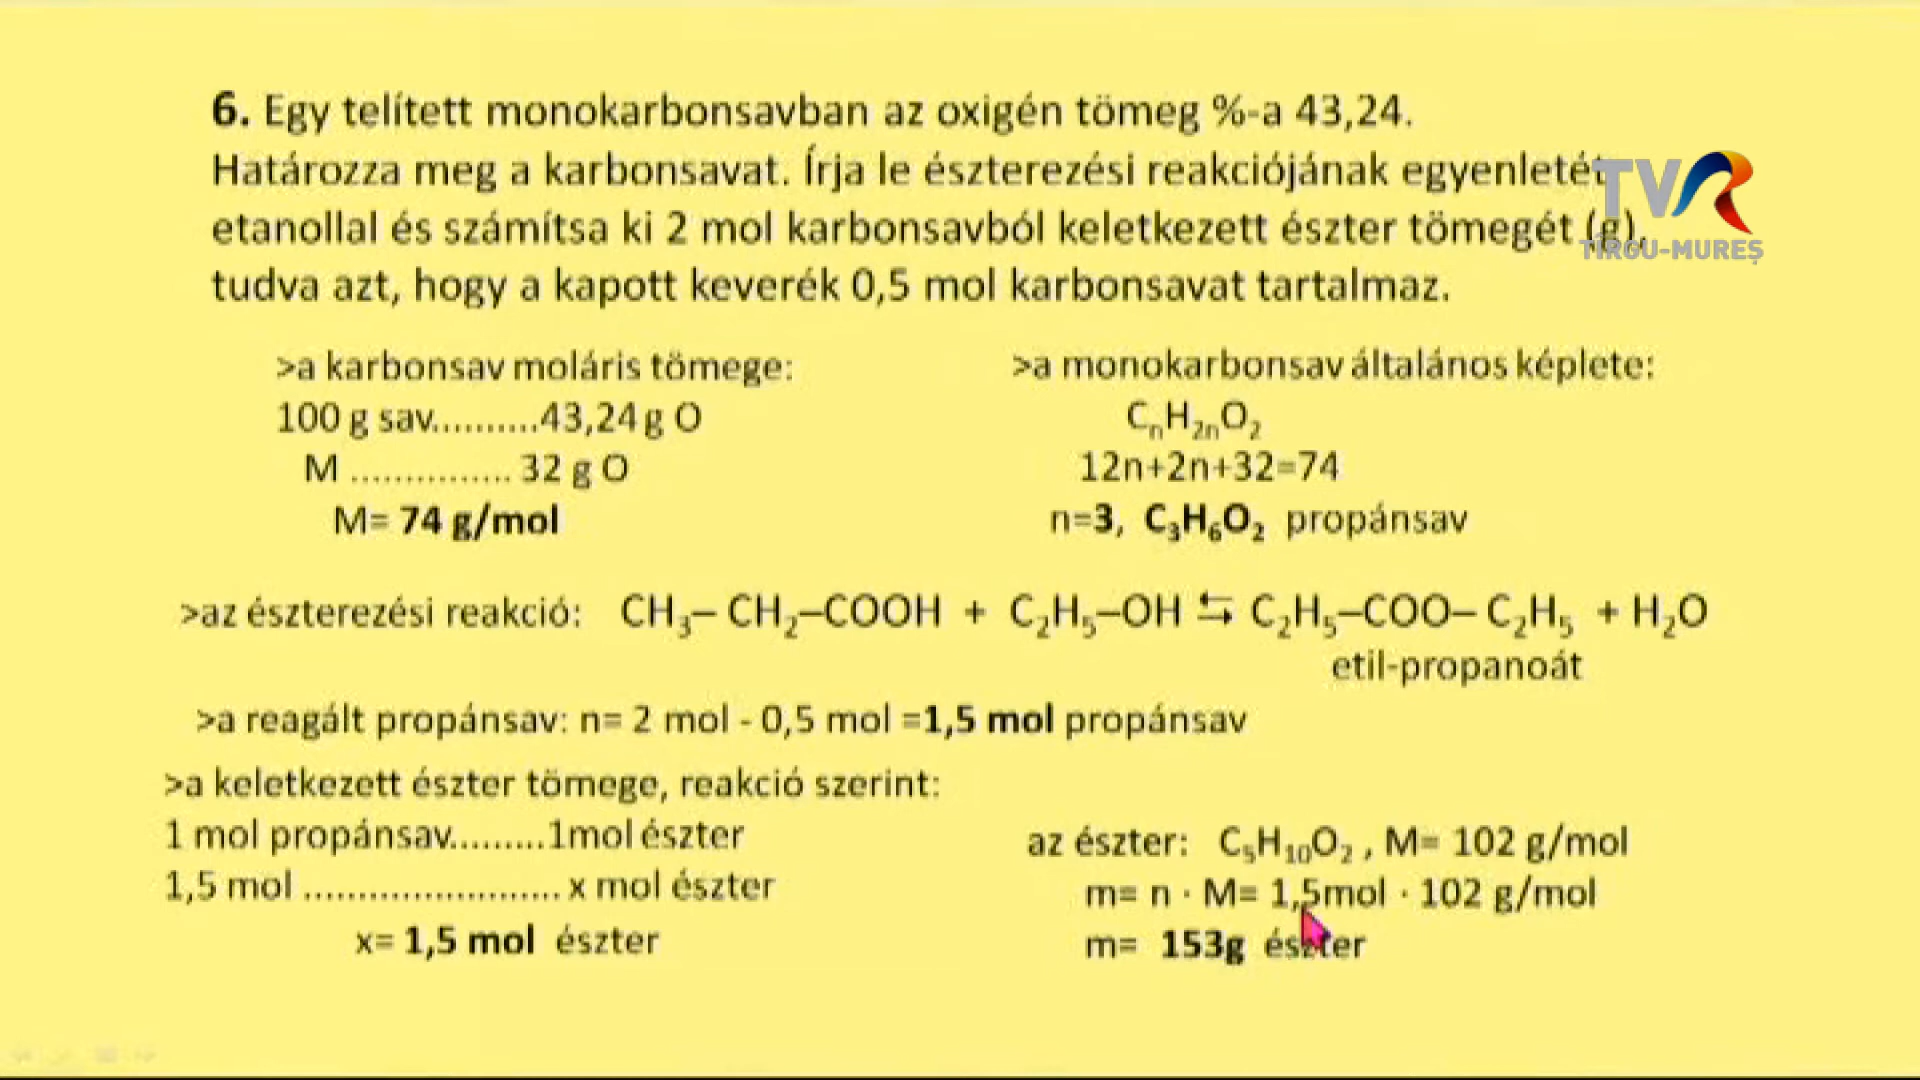 6. Egy telített monokarbonsavban az oxigén tömeg %-a 43,24.
Határozza meg a karbonsavat. Írja le észterezési reakciójának egyenletét
etanollal és számítsa ki 2 mol karbonsavból keletkezett észter tömegét (g),
tudva azt, hogy a kapott keverék 0,5 mol karbonsavat tartalmaz.
TVR
TÎRGU-MUREȘ
>a karbonsav moláris tömege:
100 g sav..........43,24 g O
M ............... 32 g O
M= 74 g/mol
>a monokarbonsav általános képlete:
CₙH₂ₙO₂
12n+2n+32=74
n=3, C₃H₆O₂ propánsav
>az észterezési reakció: CH₃– CH₂–COOH + C₂H₅–OH ⇆ C₂H₅–COO– C₂H₅ + H₂O
etil-propanoát
>a reagált propánsav: n= 2 mol - 0,5 mol =1,5 mol propánsav
>a keletkezett észter tömege, reakció szerint:
1 mol propánsav.........1mol észter
1,5 mol ........................ x mol észter
x= 1,5 mol észter
az észter: C₅H₁₀O₂ , M= 102 g/mol
m= n · M= 1,5mol · 102 g/mol
m= 153g észter